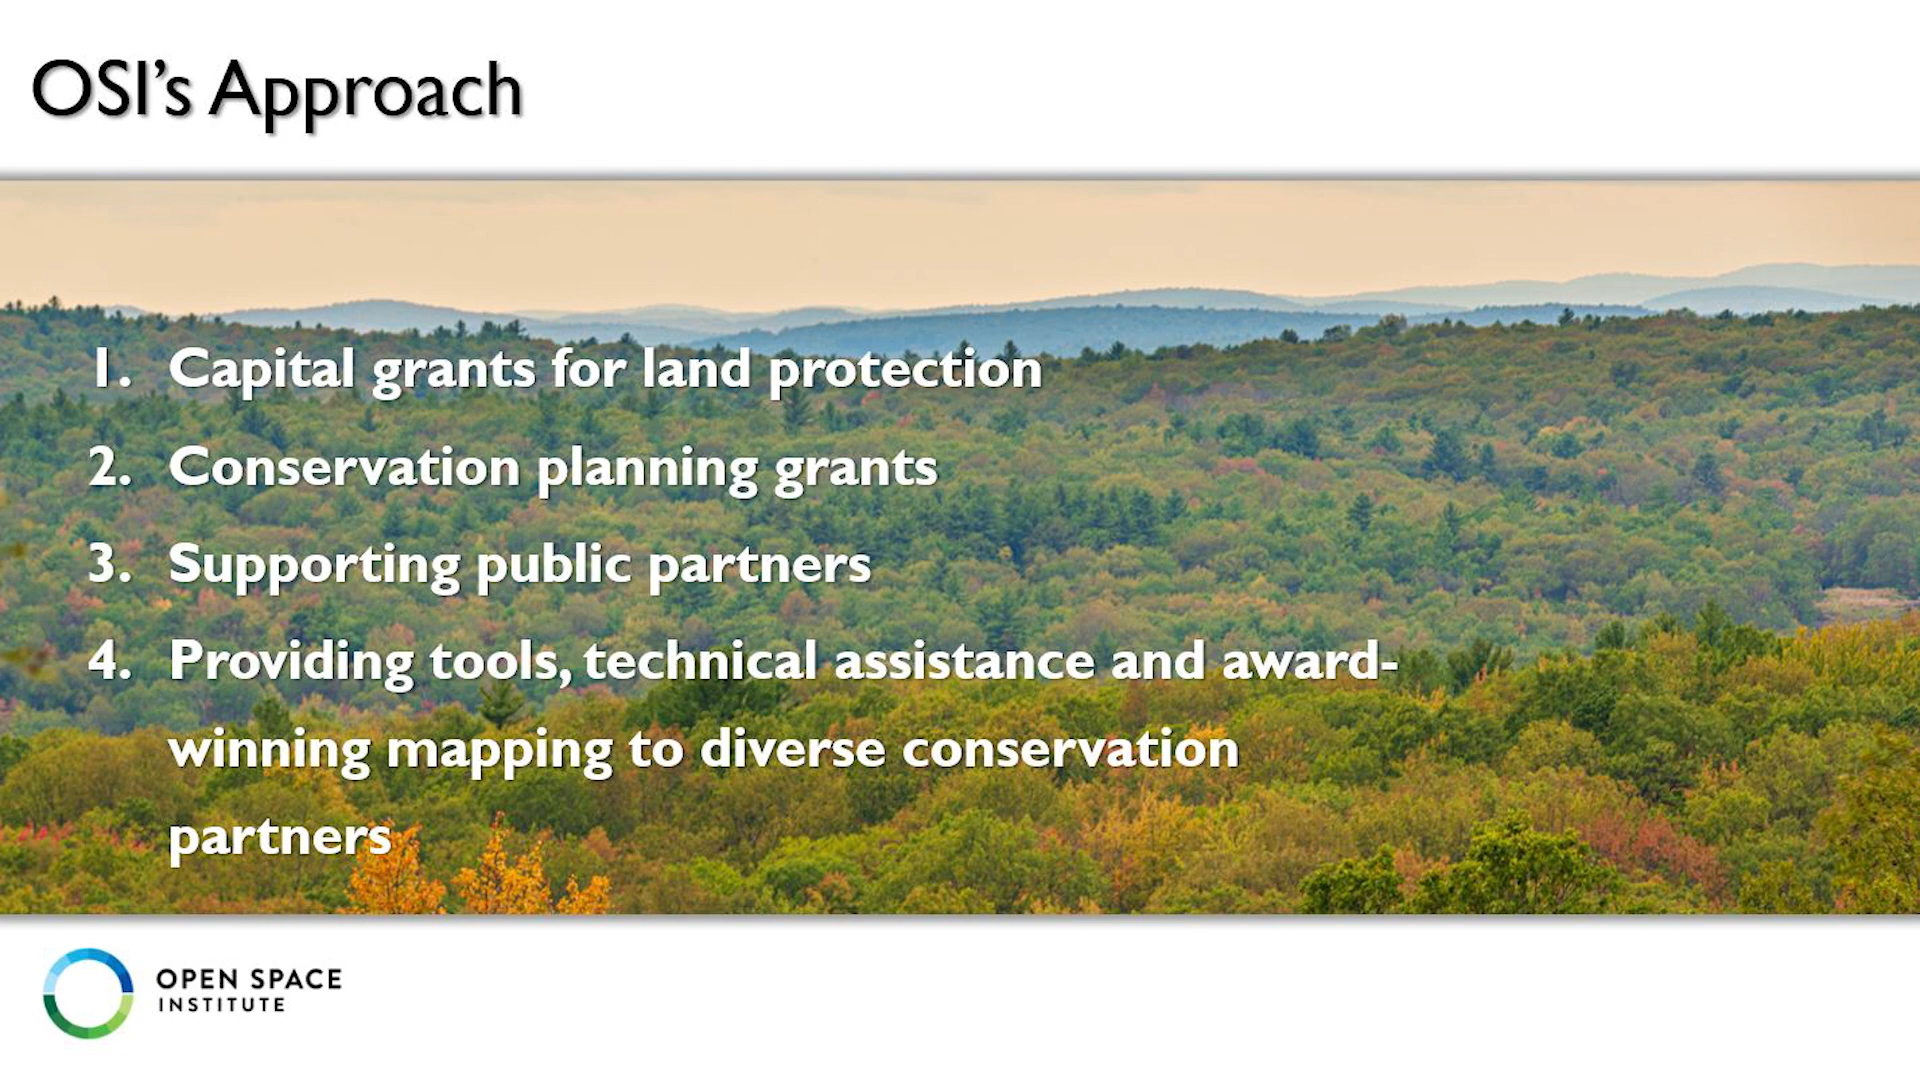 OSI's Approach
1. Capital grants for land protection
2. Conservation planning grants
3. Supporting public partners
4. Providing tools, technical assistance and award-
winning mapping to diverse conservation
partners
OPEN SPACE
INSTITUTE